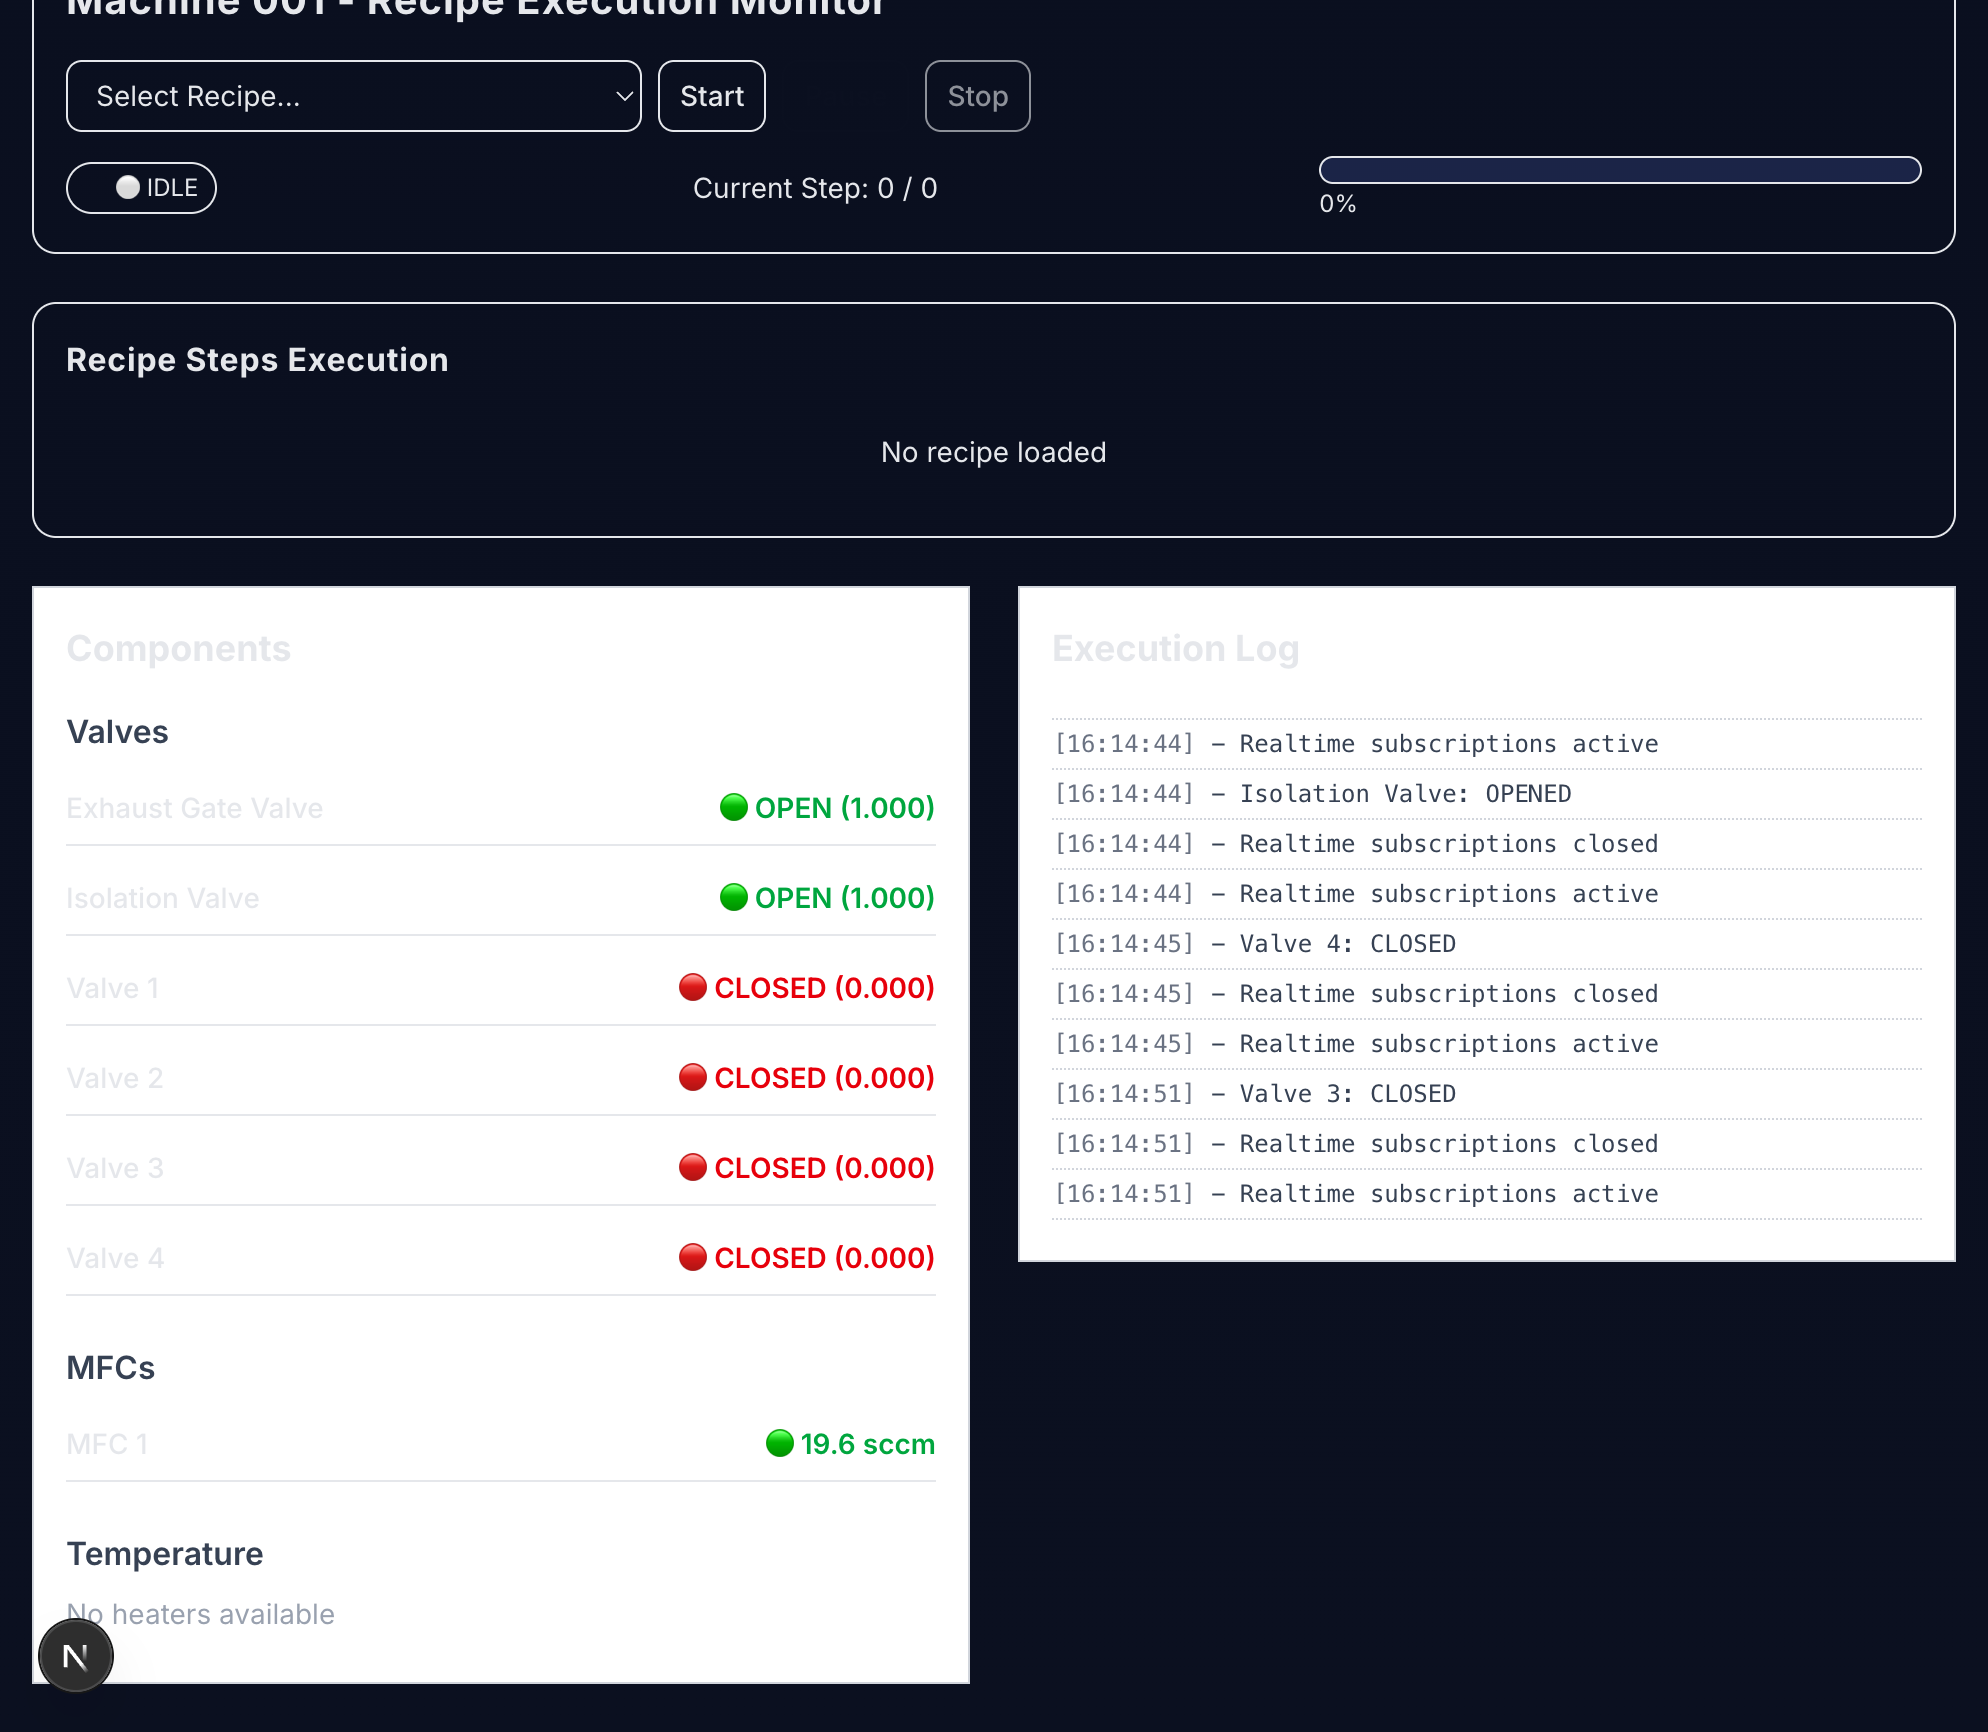 Machine 001 - Recipe Execution Monitor
Select Recipe...
Start
Stop
IDLE
Current Step: 0 / 0
0%
Recipe Steps Execution
No recipe loaded
Components
Valves
Exhaust Gate Valve
OPEN (1.000)
Isolation Valve
OPEN (1.000)
Valve 1
CLOSED (0.000)
Valve 2
CLOSED (0.000)
Valve 3
CLOSED (0.000)
Valve 4
CLOSED (0.000)
MFCs
MFC 1
19.6 sccm
Temperature
No heaters available
N
Execution Log
[16:14:44] – Realtime subscriptions active
[16:14:44] – Isolation Valve: OPENED
[16:14:44] – Realtime subscriptions closed
[16:14:44] – Realtime subscriptions active
[16:14:45] – Valve 4: CLOSED
[16:14:45] – Realtime subscriptions closed
[16:14:45] – Realtime subscriptions active
[16:14:51] – Valve 3: CLOSED
[16:14:51] – Realtime subscriptions closed
[16:14:51] – Realtime subscriptions active